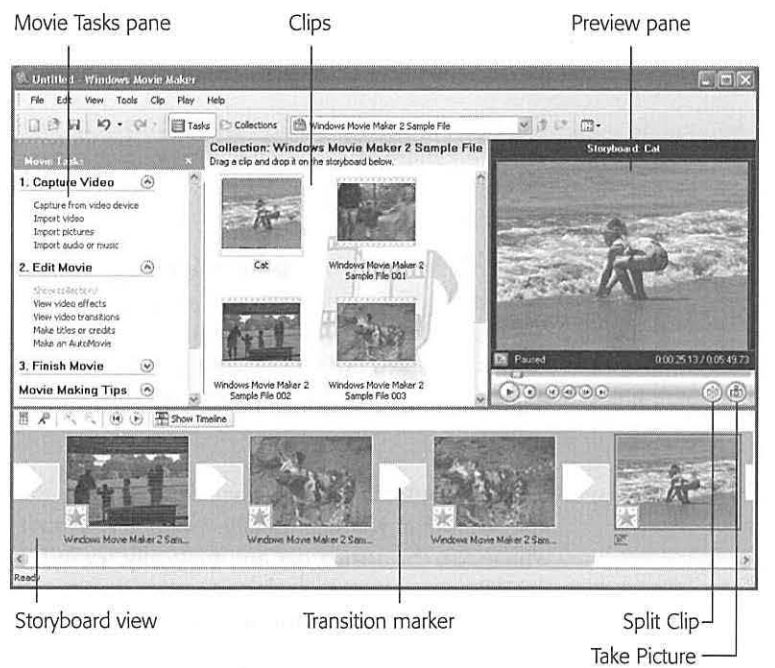 Movie Tasks pane
Clips
Preview pane
Untitled - Windows Movie Maker
File Edit View Tools Clip Play Help
Tasks
Collections
Windows Movie Maker 2 Sample File
Movie Tasks
1. Capture Video
Capture from video device
Import video
Import pictures
Import audio or music
2. Edit Movie
Show collections
View video effects
View video transitions
Make titles or credits
Make an AutoMovie
3. Finish Movie
Movie Making Tips
Collection: Windows Movie Maker 2 Sample File
Drag a clip and drop it on the storyboard below.
Cat
Windows Movie Maker 2
Sample File 001
Windows Movie Maker 2
Sample File 002
Windows Movie Maker 2
Sample File 003
Storyboard: Cat
Paused
0:00:25.13 / 0:05:49.73
Show Timeline
Windows Movie Maker 2 Sam...
Windows Movie Maker 2 Sam...
Windows Movie Maker 2 Sam...
Ready
Storyboard view
Transition marker
Split Clip
Take Picture